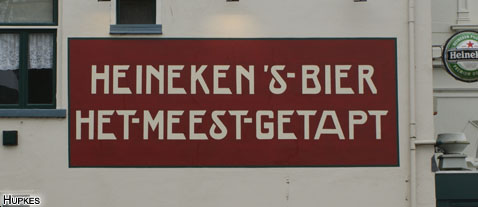 HEINEKEN'S-BIER
HET-MEEST-GETAPT
Heineken
HUPKES